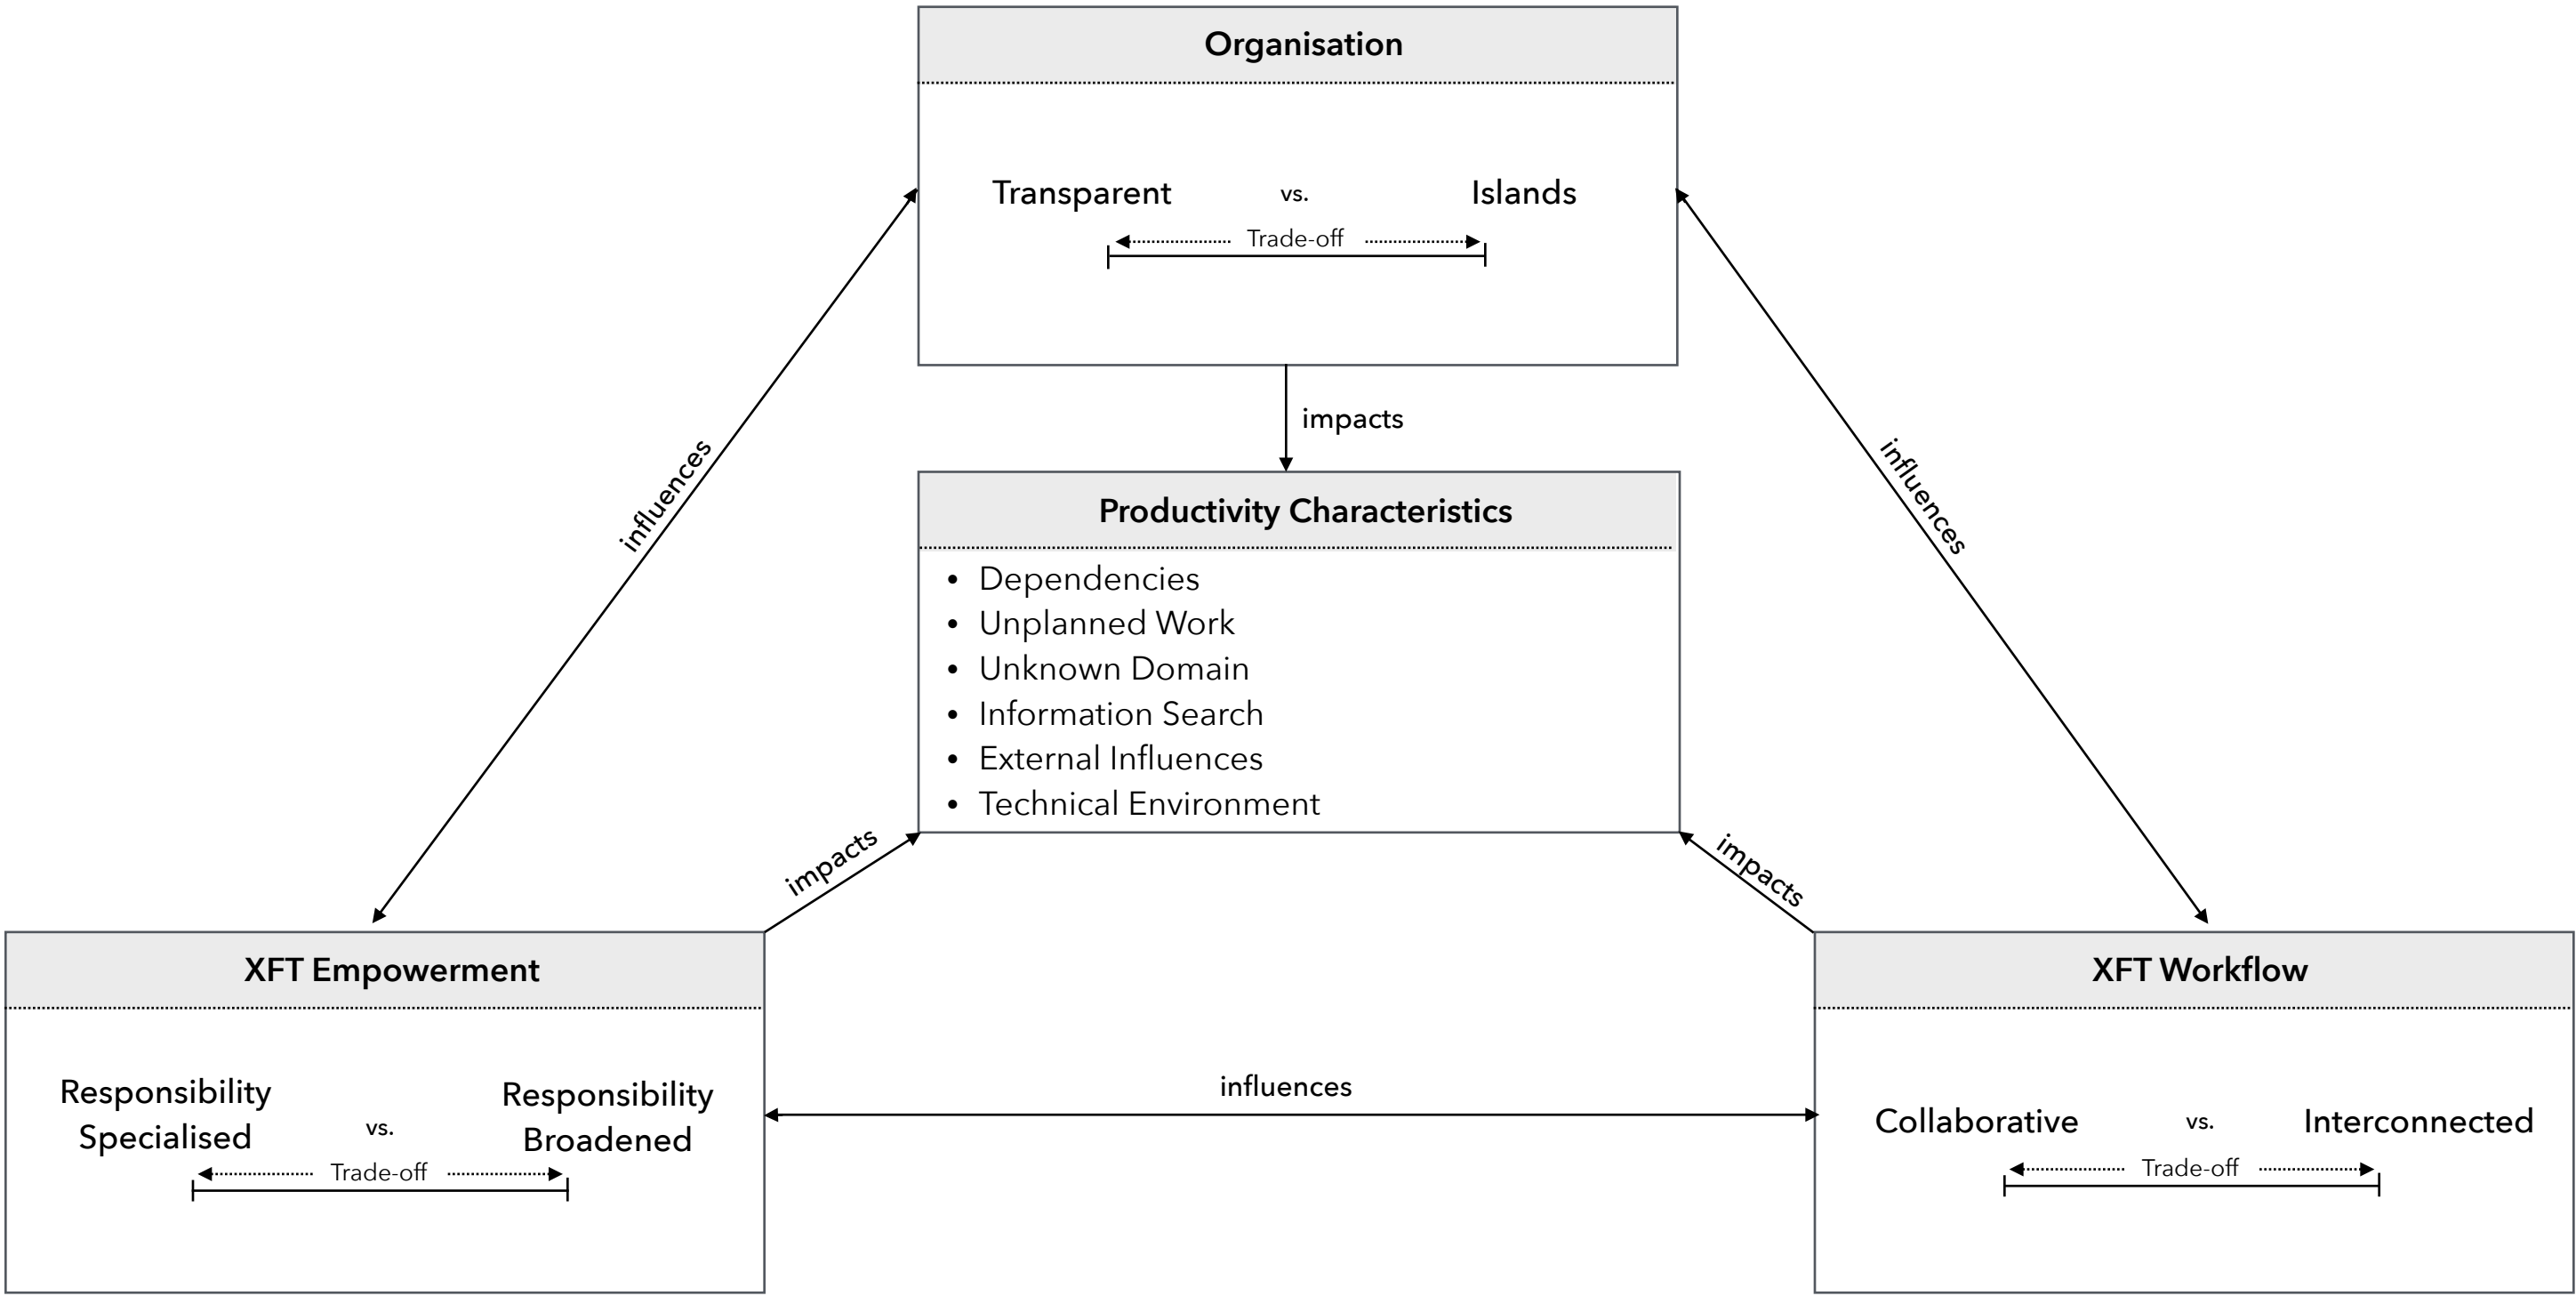 Organisation
Transparent vs. Islands
Trade-off
influences
impacts
influences
Productivity Characteristics
• Dependencies
• Unplanned Work
• Unknown Domain
• Information Search
• External Influences
• Technical Environment
impacts
impacts
XFT Empowerment
Responsibility
Specialised
vs.
Responsibility
Broadened
Trade-off
influences
XFT Workflow
Collaborative vs. Interconnected
Trade-off